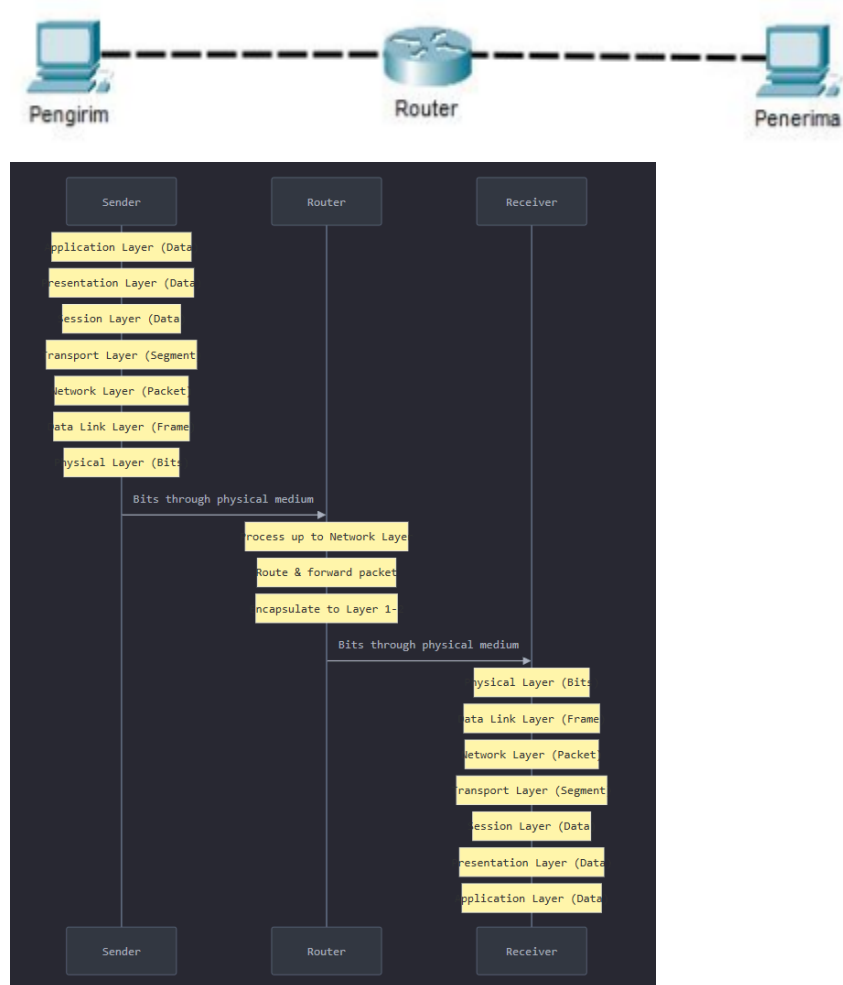 Pengirim
Router
Penerima
Sender
Router
Receiver
pplication Layer (Data
resentation Layer (Data
ession Layer (Data
ransport Layer (Segment
Network Layer (Packet)
ata Link Layer (Frame
hysical Layer (Bits
Bits through physical medium
rocess up to Network Laye
Route & forward packet
ncapsulate to Layer 1-
Bits through physical medium
hysical Layer (Bits
ata Link Layer (Frame
Network Layer (Packet)
ransport Layer (Segment
ession Layer (Data
resentation Layer (Data
pplication Layer (Data
Sender
Router
Receiver